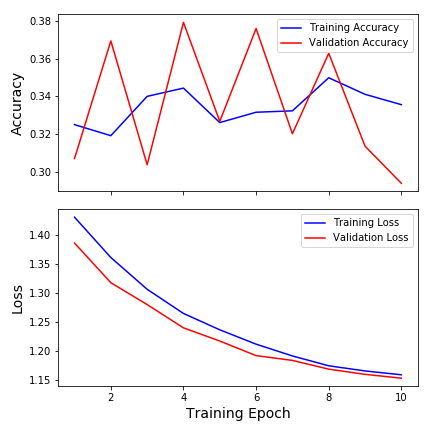 0.38
0.36
0.34
0.32
0.30
Accuracy
Training Accuracy
Validation Accuracy
1.40
1.35
1.30
1.25
1.20
1.15
Loss
Training Loss
Validation Loss
2 4 6 8 10
Training Epoch